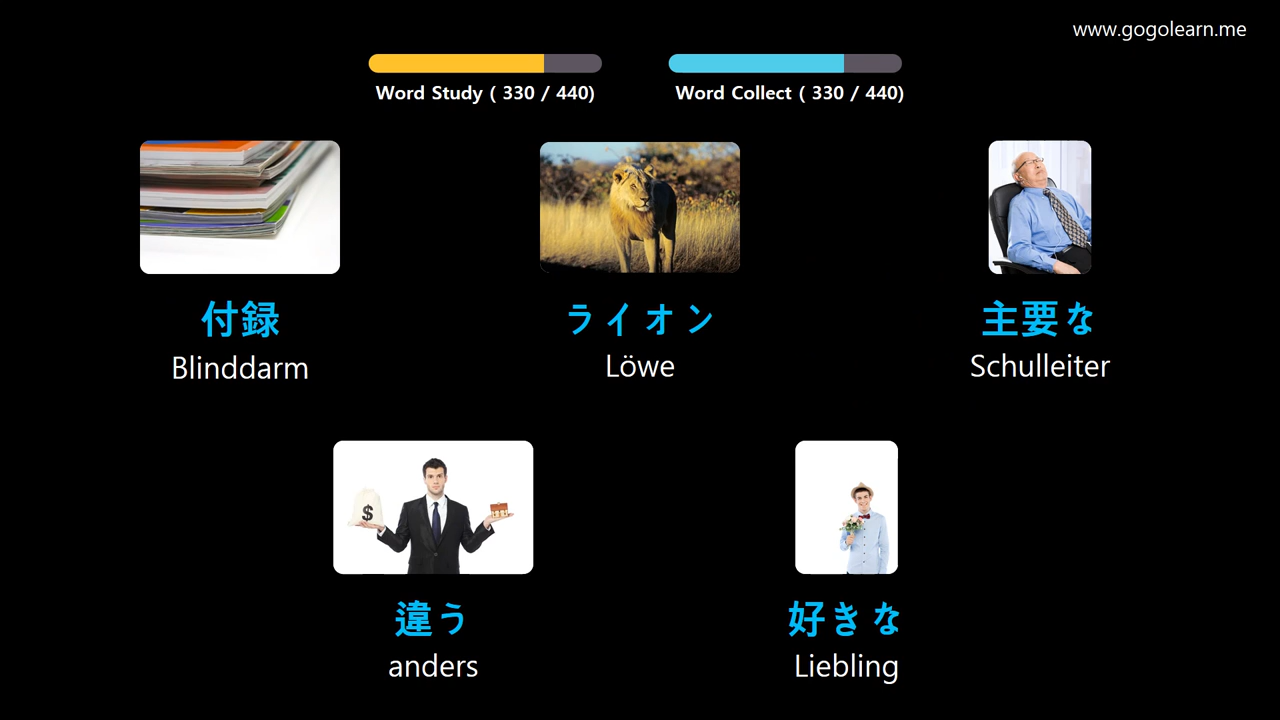 www.gogolearn.me
Word Study ( 330 / 440)
Word Collect ( 330 / 440)
付録
Blinddarm
ライオン
Löwe
主要な
Schulleiter
$
違う
anders
好きな
Liebling